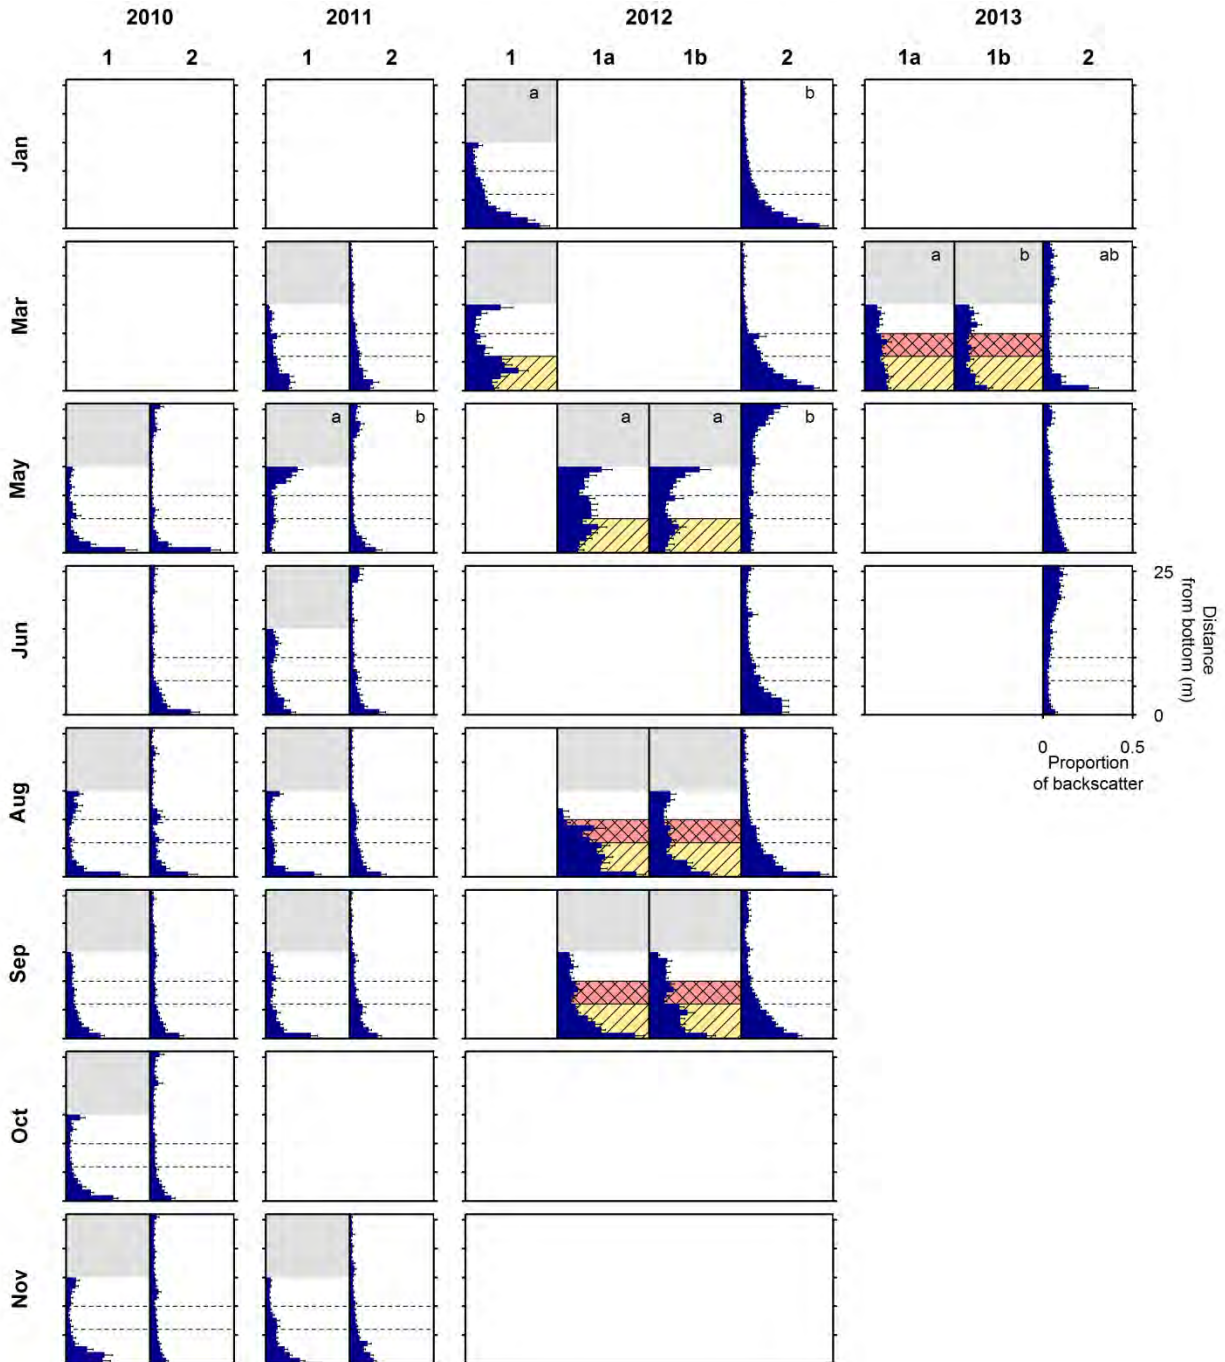 2010 2011 2012 2013
1 2 1 2 1 1a 1b 2 1a 1b 2
Jan
a b
Mar
a b ab
May
a b a a b
Jun
25
0
Distance
from bottom (m)
Aug
0 0.5
Proportion
of backscatter
Sep
Oct
Nov